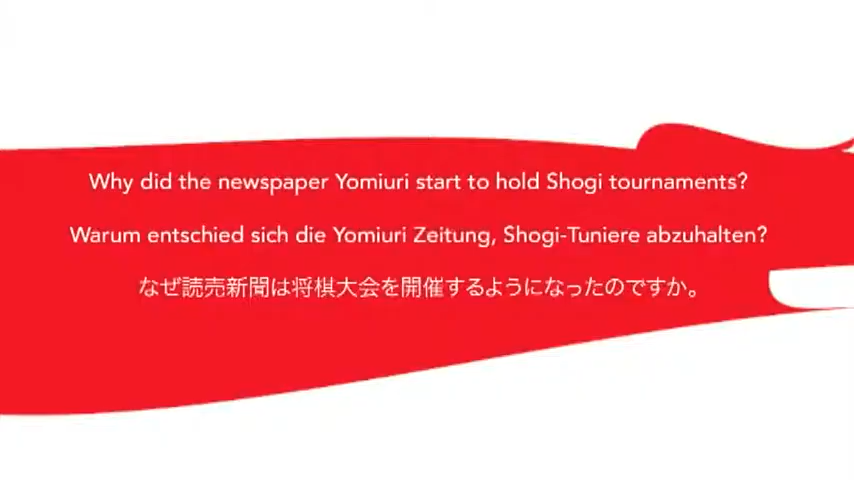 Why did the newspaper Yomiuri start to hold Shogi tournaments?
Warum entschied sich die Yomiuri Zeitung, Shogi-Tuniere abzuhalten?
なぜ読売新聞は将棋大会を開催するようになったのですか。